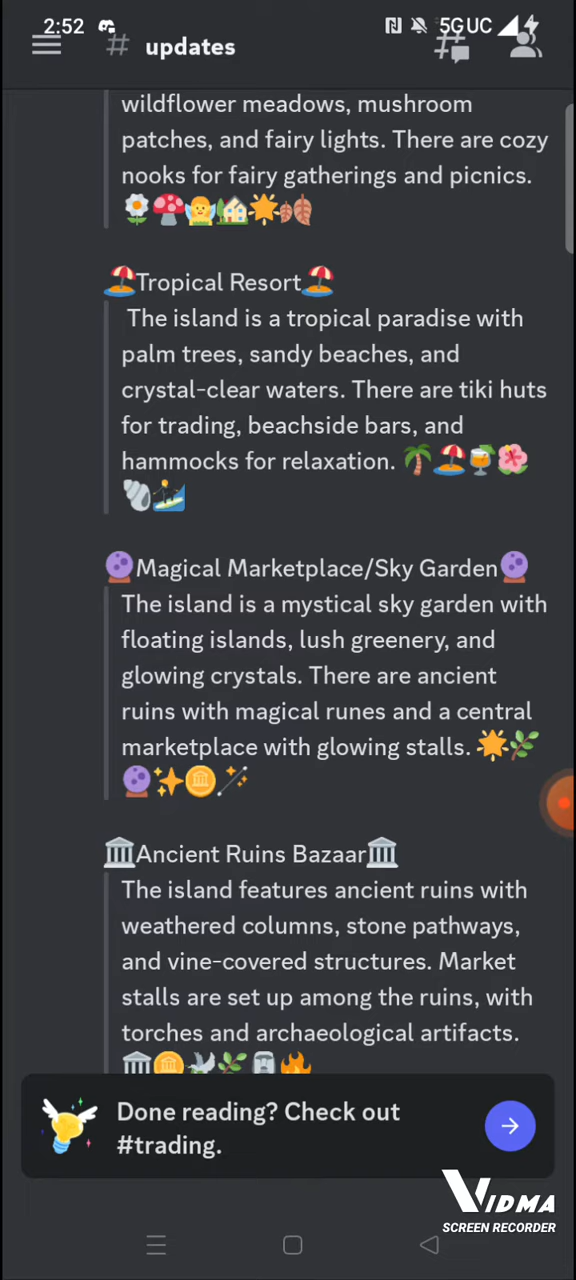 2:52
5G UC
# updates
wildflower meadows, mushroom
patches, and fairy lights. There are cozy
nooks for fairy gatherings and picnics.
🌼🍄🧚🏡🌟🍂
🏖️Tropical Resort🏖️
The island is a tropical paradise with
palm trees, sandy beaches, and
crystal-clear waters. There are tiki huts
for trading, beachside bars, and
hammocks for relaxation. 🌴🏖️🍹🌺
🐚🏄
🔮Magical Marketplace/Sky Garden🔮
The island is a mystical sky garden with
floating islands, lush greenery, and
glowing crystals. There are ancient
ruins with magical runes and a central
marketplace with glowing stalls. 🌟🌿
🔮✨🪙🪄
🏛️Ancient Ruins Bazaar🏛️
The island features ancient ruins with
weathered columns, stone pathways,
and vine-covered structures. Market
stalls are set up among the ruins, with
torches and archaeological artifacts.
🏛️🪙🕊️🌿🗿🔥
Done reading? Check out
#trading.
VIDMA
SCREEN RECORDER